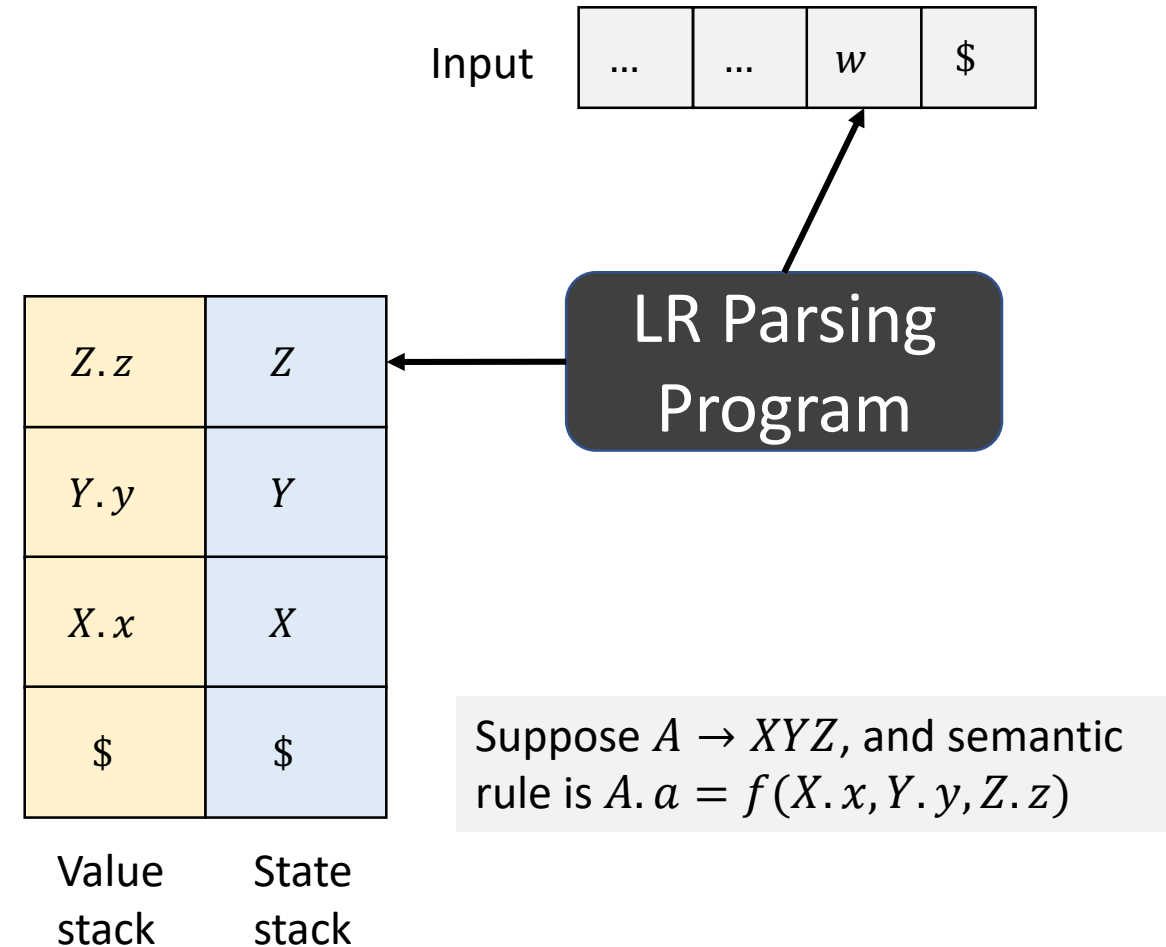 Input … … w $
LR Parsing
Program
Z.z Z
Y.y Y
X.x X
$ $
Value State
stack stack
Suppose A → XYZ, and semantic
rule is A.a = f(X.x, Y.y, Z.z)